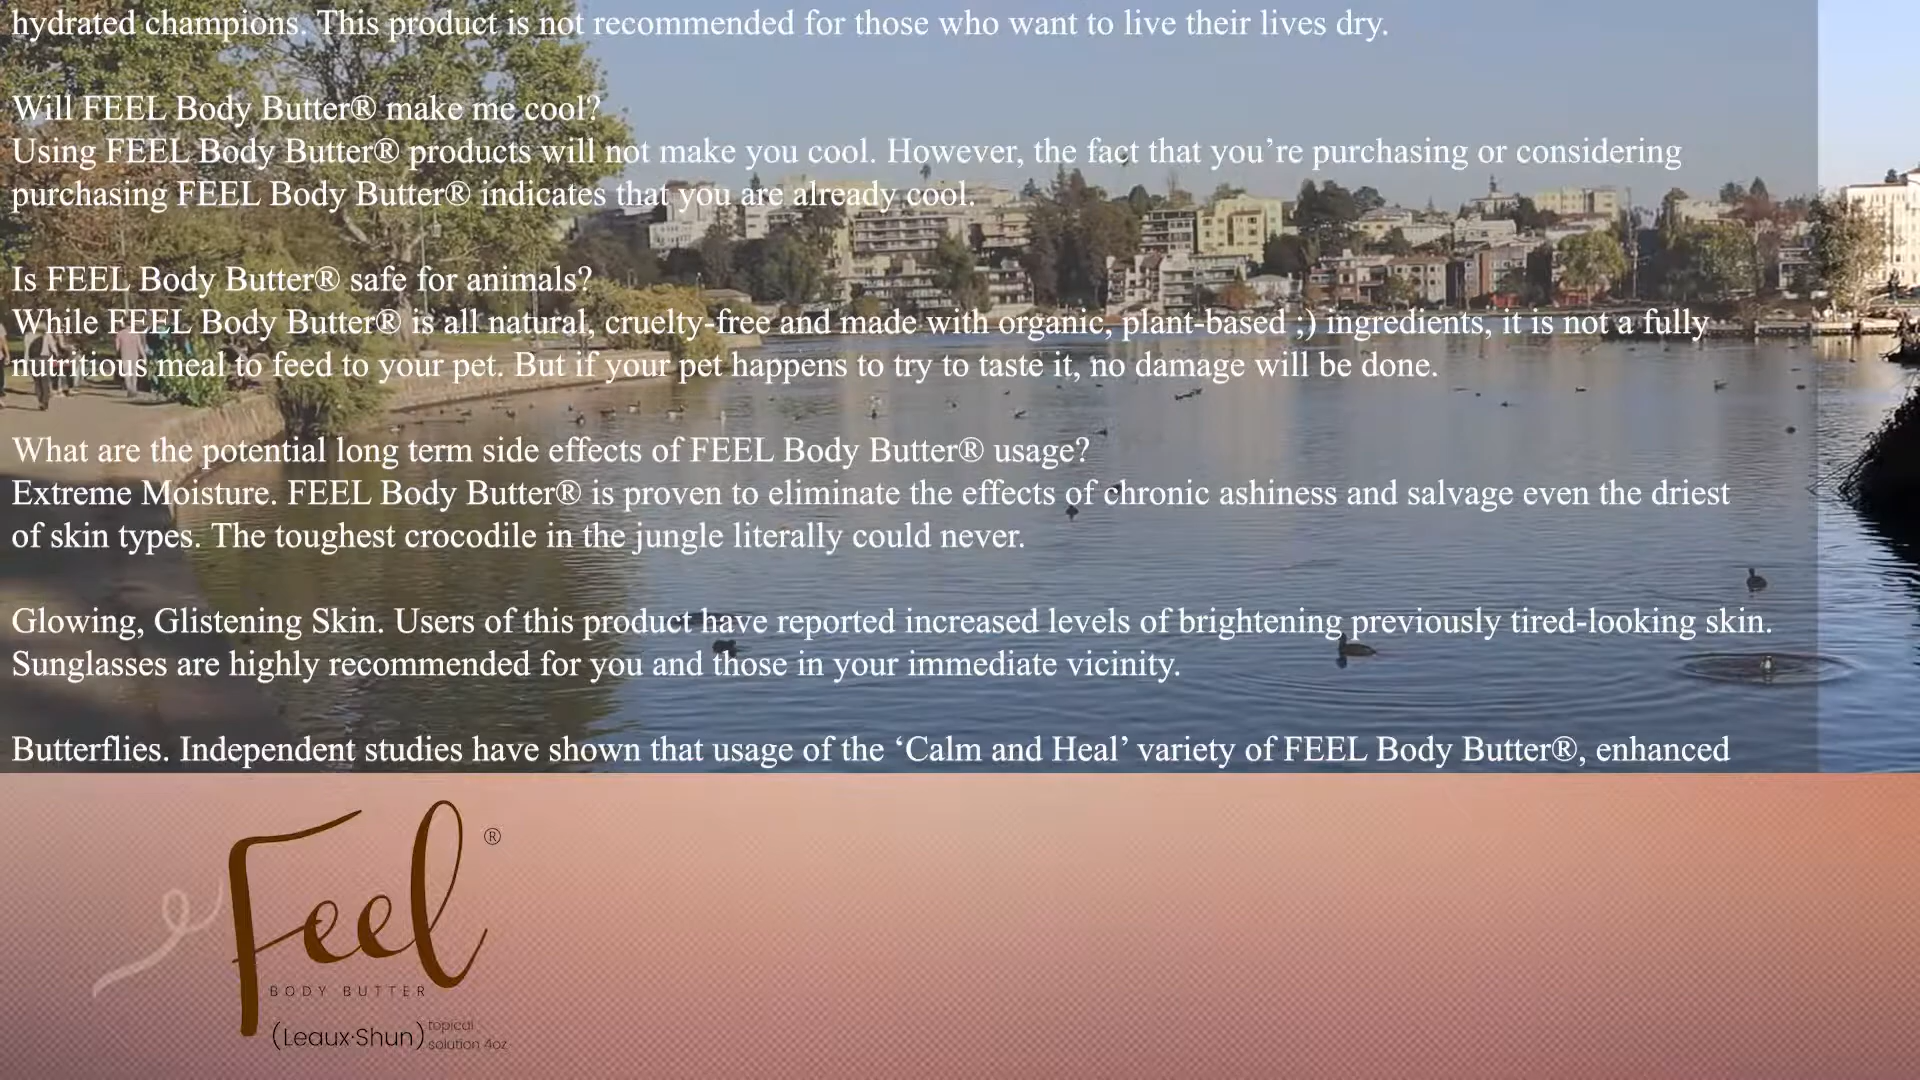 hydrated champions. This product is not recommended for those who want to live their lives dry.
Will FEEL Body Butter® make me cool?
Using FEEL Body Butter® products will not make you cool. However, the fact that you’re purchasing or considering
purchasing FEEL Body Butter® indicates that you are already cool.
Is FEEL Body Butter® safe for animals?
While FEEL Body Butter® is all natural, cruelty-free and made with organic, plant-based ;) ingredients, it is not a fully
nutritious meal to feed to your pet. But if your pet happens to try to taste it, no damage will be done.
What are the potential long term side effects of FEEL Body Butter® usage?
Extreme Moisture. FEEL Body Butter® is proven to eliminate the effects of chronic ashiness and salvage even the driest
of skin types. The toughest crocodile in the jungle literally could never.
Glowing, Glistening Skin. Users of this product have reported increased levels of brightening previously tired-looking skin.
Sunglasses are highly recommended for you and those in your immediate vicinity.
Butterflies. Independent studies have shown that usage of the ‘Calm and Heal’ variety of FEEL Body Butter®, enhanced
Feel ®
BODY BUTTER
(Leaux·Shun) topical
solution 4oz